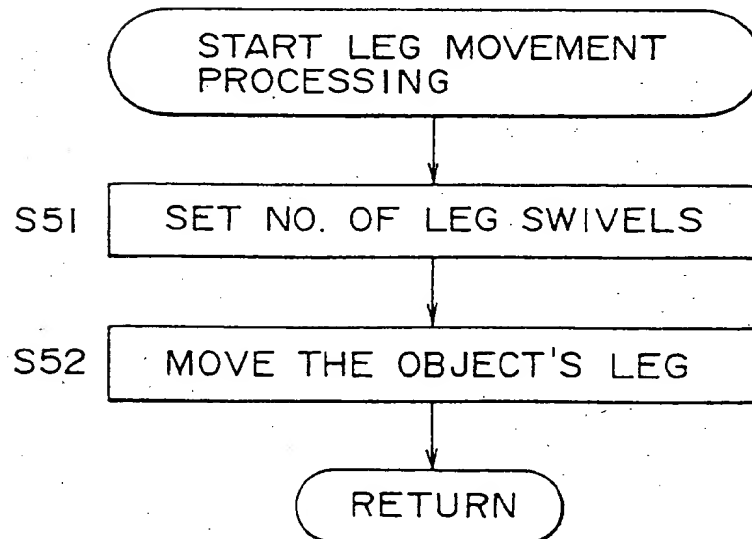 START LEG MOVEMENT
PROCESSING
S51 SET NO. OF LEG SWIVELS
S52 MOVE THE OBJECT'S LEG
RETURN